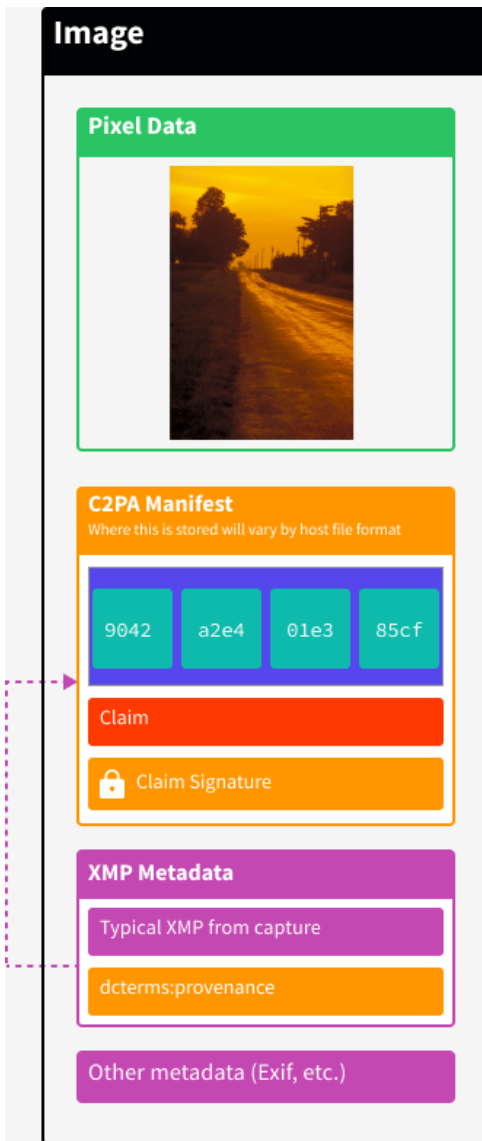 Image
Pixel Data
C2PA Manifest
Where this is stored will vary by host file format
9042 a2e4 01e3 85cf
Claim
Claim Signature
XMP Metadata
Typical XMP from capture
dcterms:provenance
Other metadata (Exif, etc.)